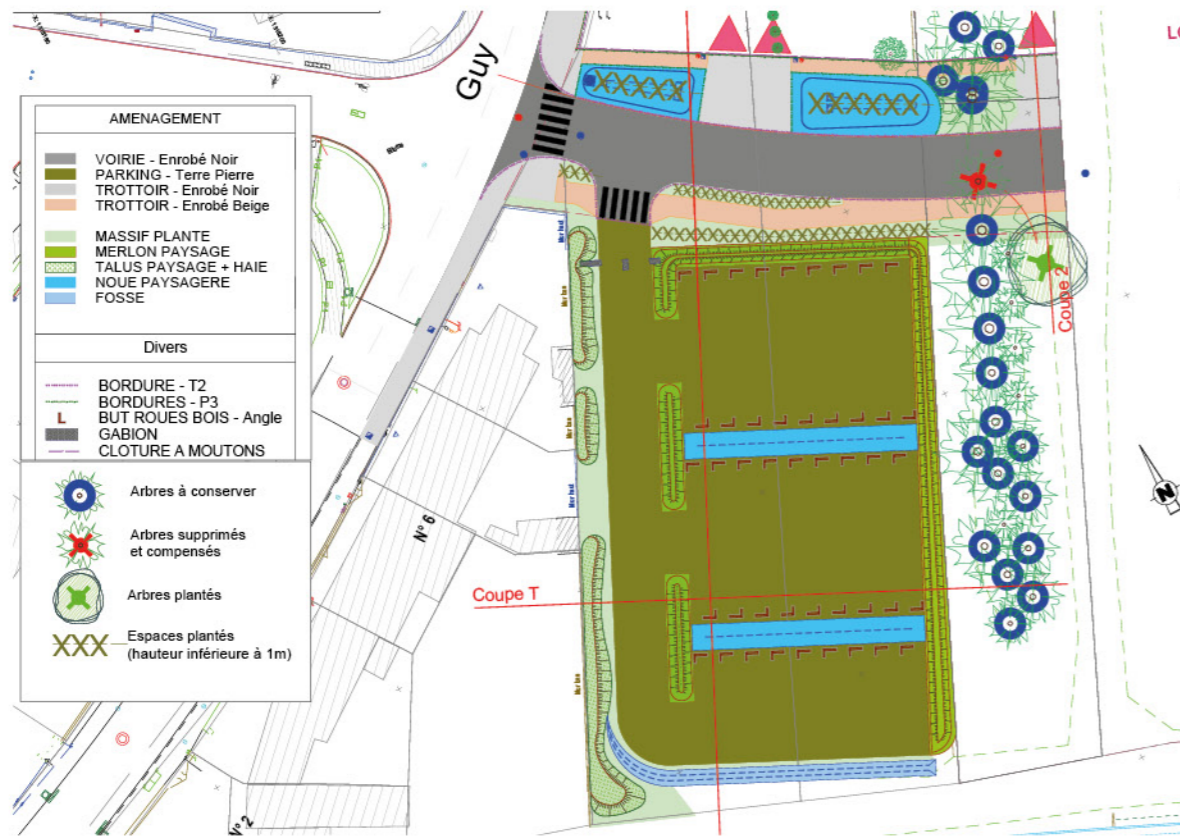 Guy
LO
AMENAGEMENT
VOIRIE - Enrobé Noir
PARKING - Terre Pierre
TROTTOIR - Enrobé Noir
TROTTOIR - Enrobé Beige
MASSIF PLANTE
MERLON PAYSAGE
TALUS PAYSAGE + HAIE
NOUE PAYSAGERE
FOSSE
Divers
BORDURE - T2
BORDURES - P3
BUT ROUES BOIS - Angle
GABION
CLOTURE A MOUTONS
Arbres à conserver
Arbres supprimés
et compensés
Arbres plantés
Espaces plantés
(hauteur inférieure à 1m)
Coupe 2
N
N° 6
Coupe T
N° 2